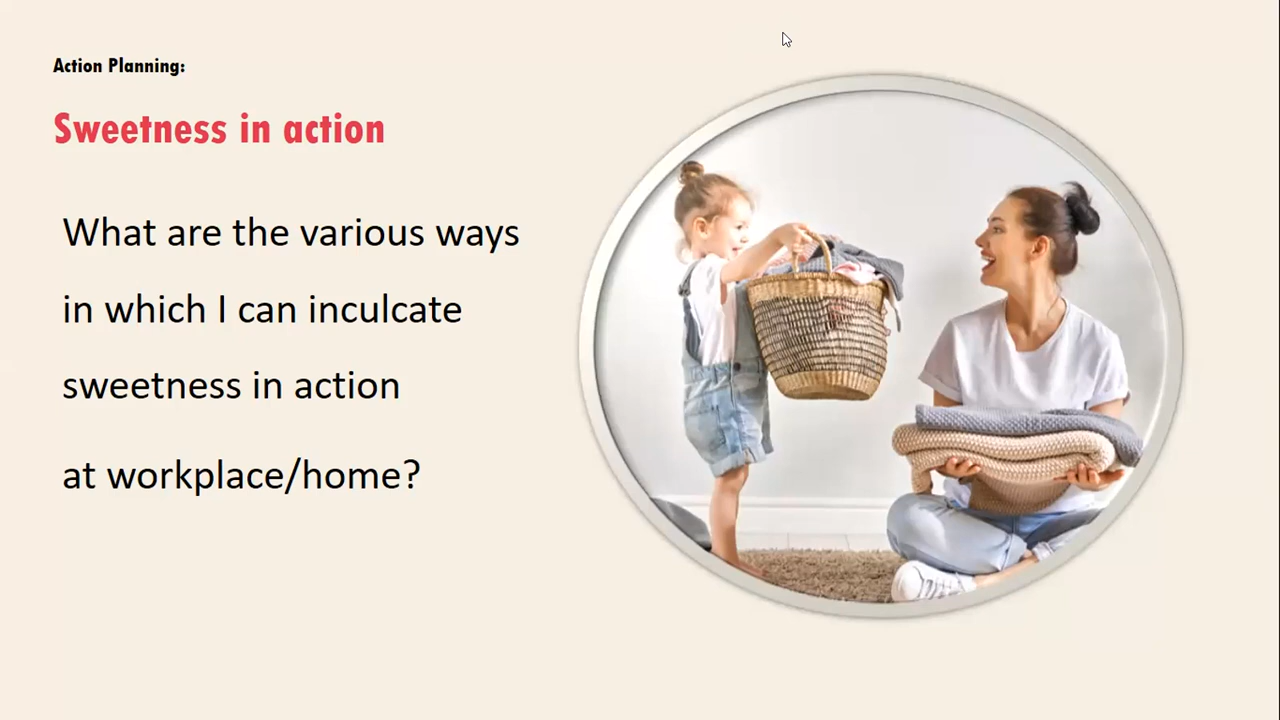 Action Planning:
Sweetness in action
What are the various ways
in which I can inculcate
sweetness in action
at workplace/home?